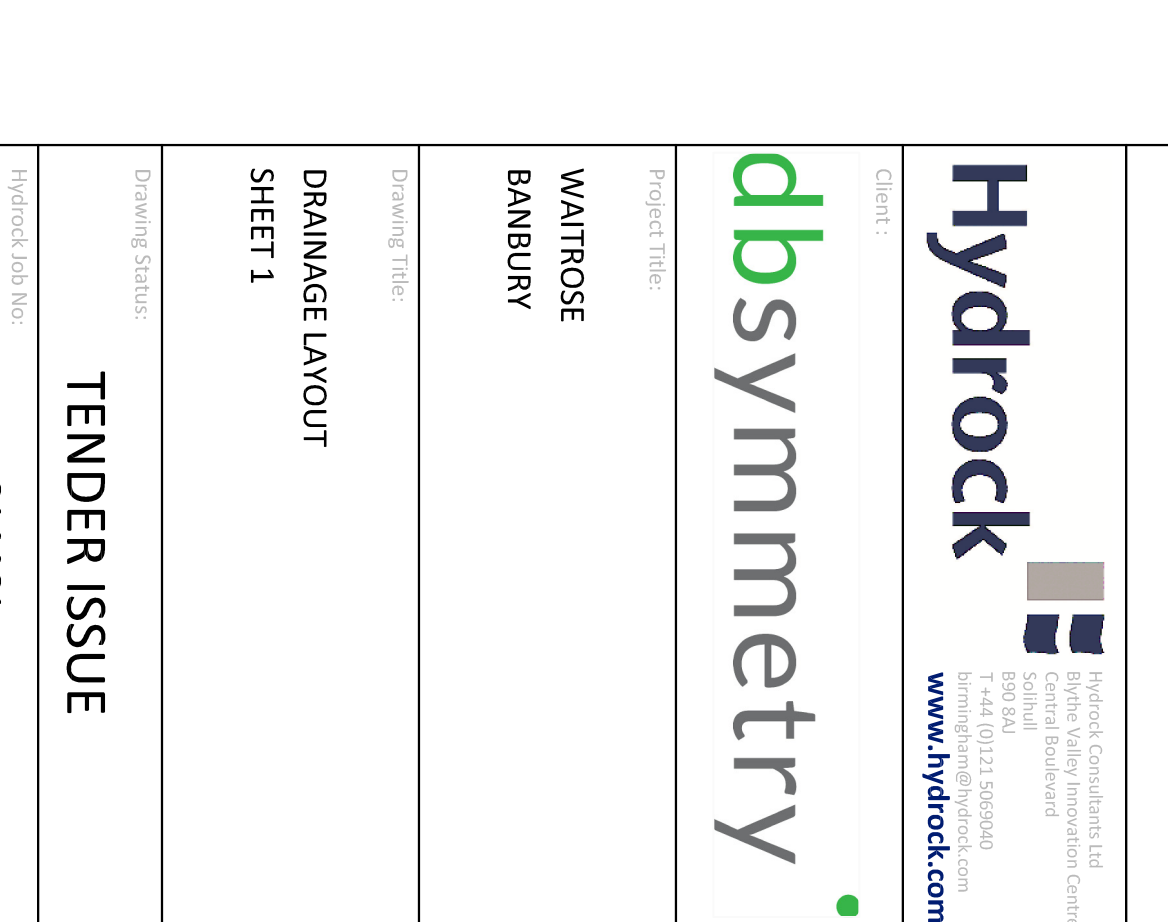 Hydrock
Hydrock Consultants Ltd
Blythe Valley Innovation Centre
Central Boulevard
Solihull
B90 8AJ
T +44 (0)121 5069040
birmingham@hydrock.com
www.hydrock.com
Client :
dbsymmetry
Project Title:
WAITROSE
BANBURY
Drawing Title:
DRAINAGE LAYOUT
SHEET 1
Drawing Status:
TENDER ISSUE
Hydrock Job No: